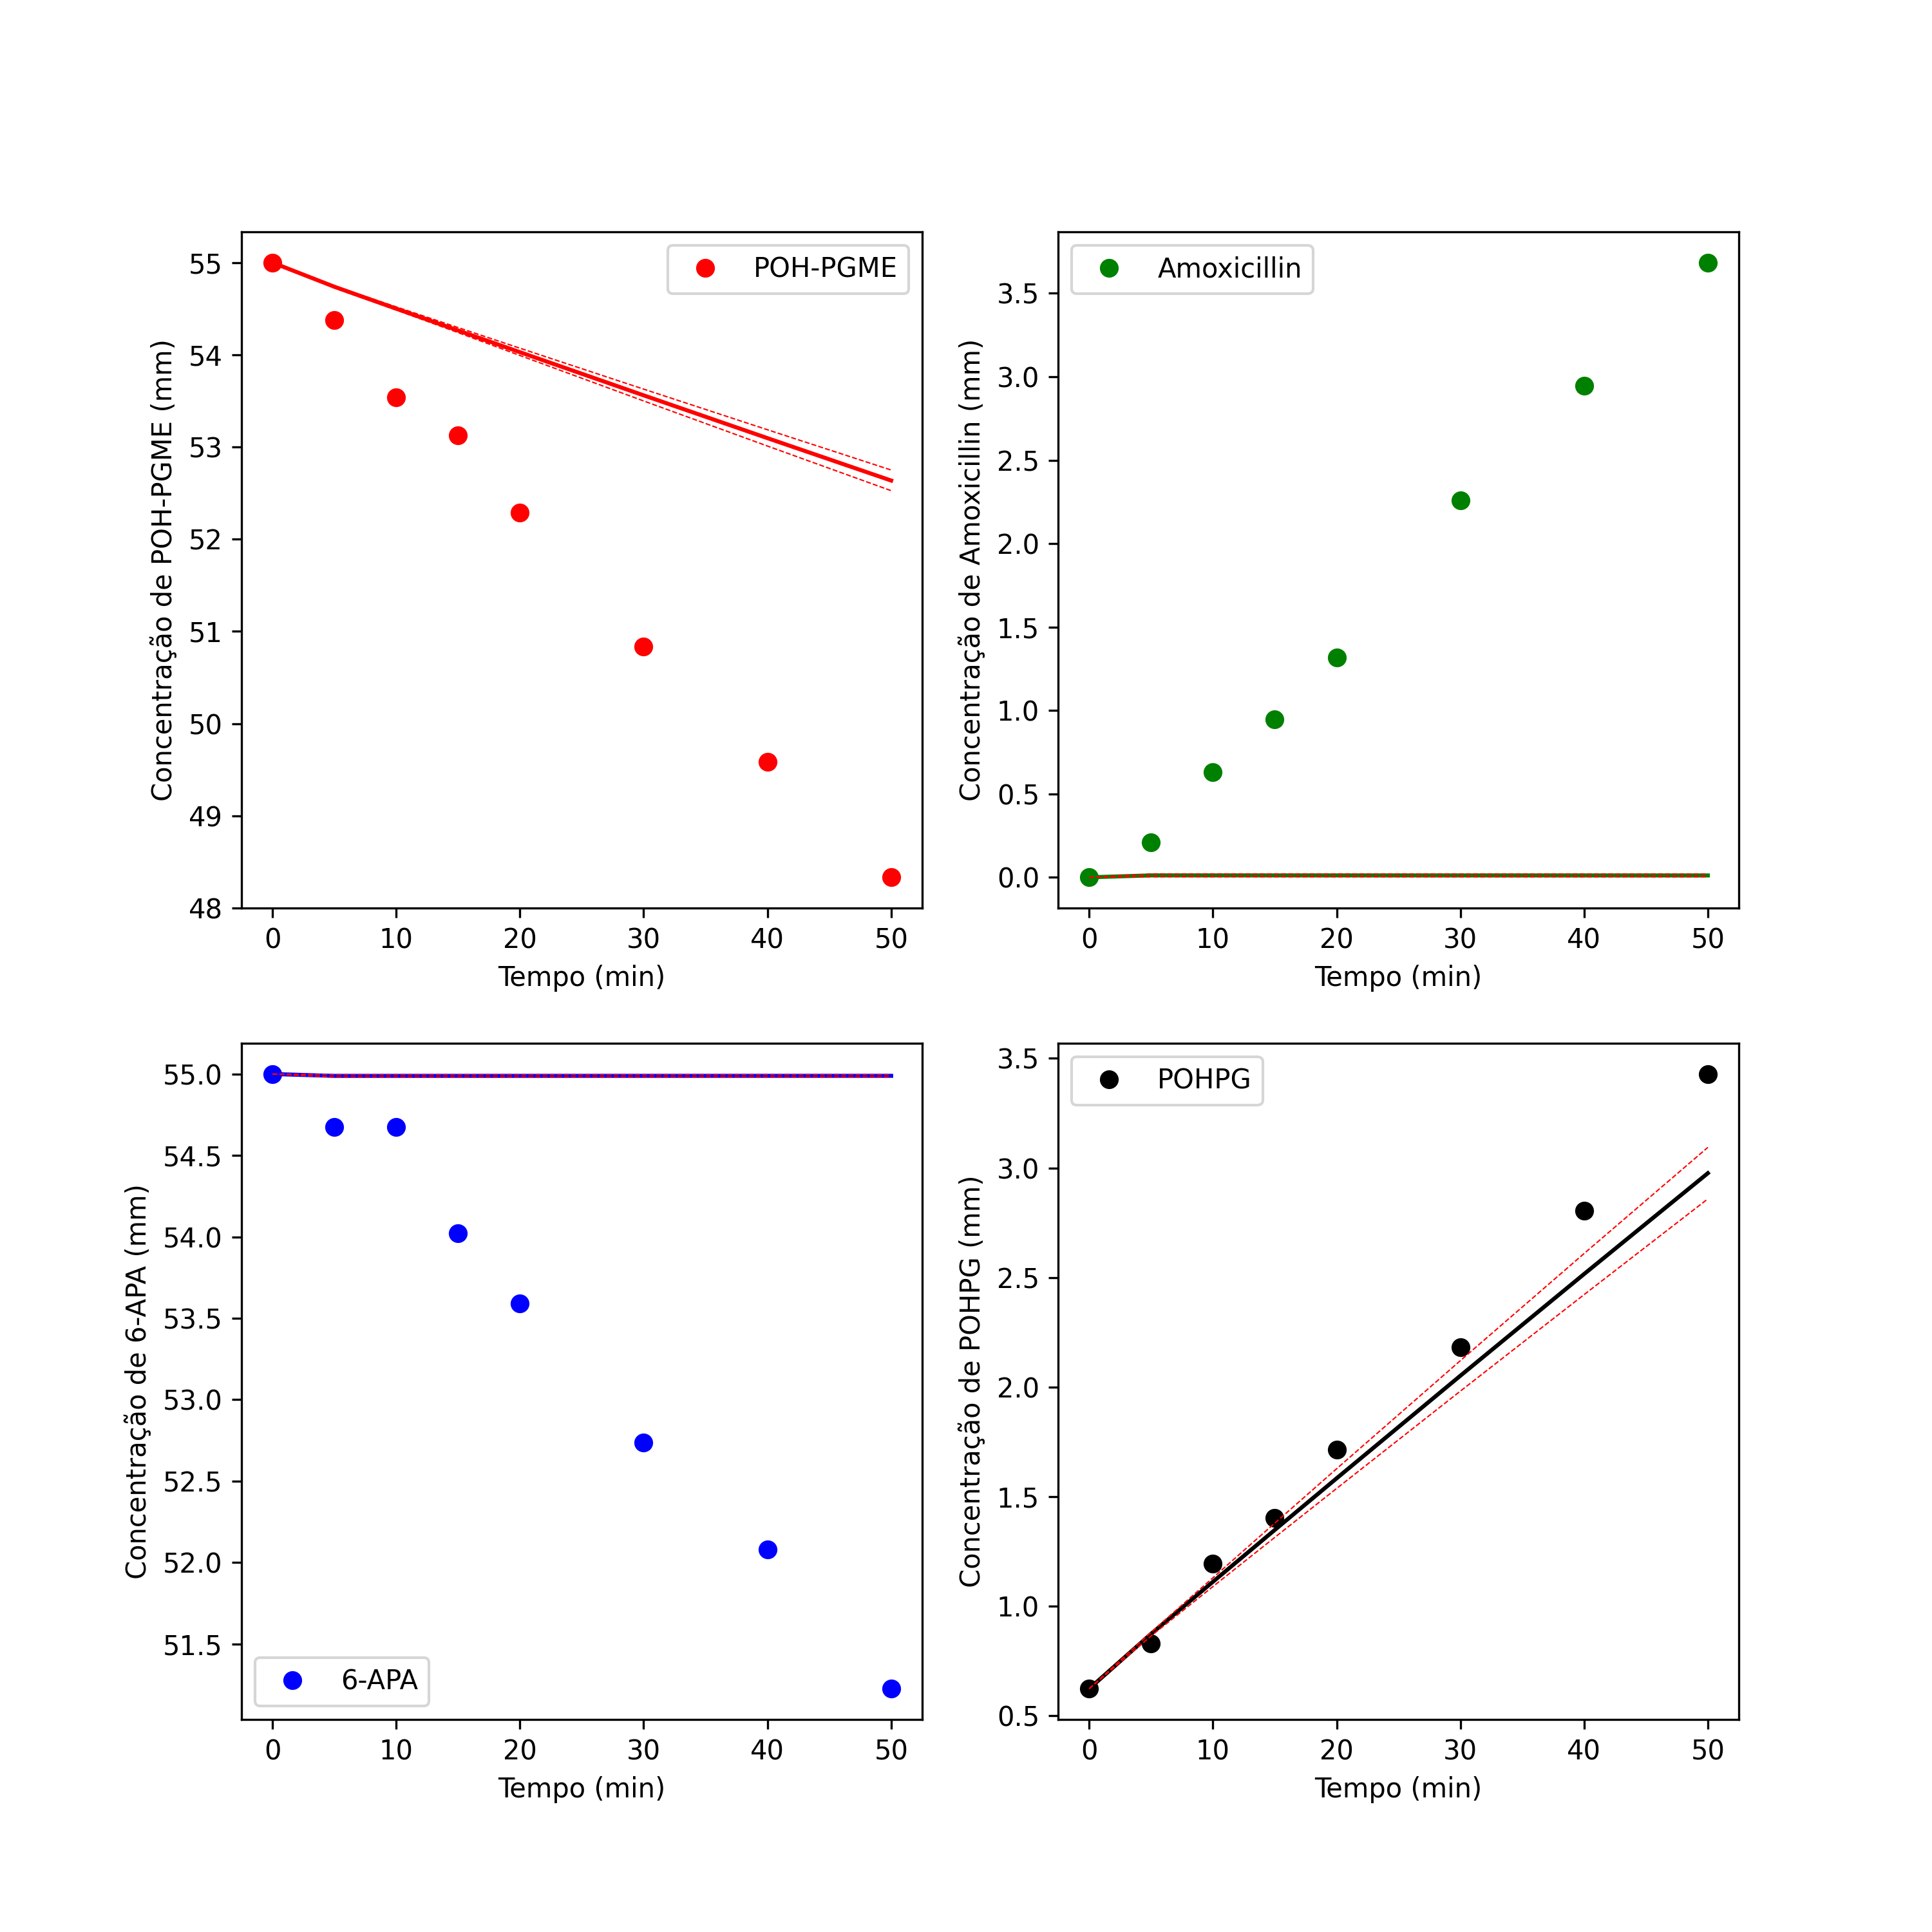 Concentração de POH-PGME (mm)
55
54
53
52
51
50
49
48
POH-PGME
0 10 20 30 40 50
Tempo (min)
Concentração de Amoxicillin (mm)
3.5
3.0
2.5
2.0
1.5
1.0
0.5
0.0
Amoxicillin
0 10 20 30 40 50
Tempo (min)
Concentração de 6-APA (mm)
55.0
54.5
54.0
53.5
53.0
52.5
52.0
51.5
6-APA
0 10 20 30 40 50
Tempo (min)
Concentração de POHPG (mm)
3.5
3.0
2.5
2.0
1.5
1.0
0.5
POHPG
0 10 20 30 40 50
Tempo (min)